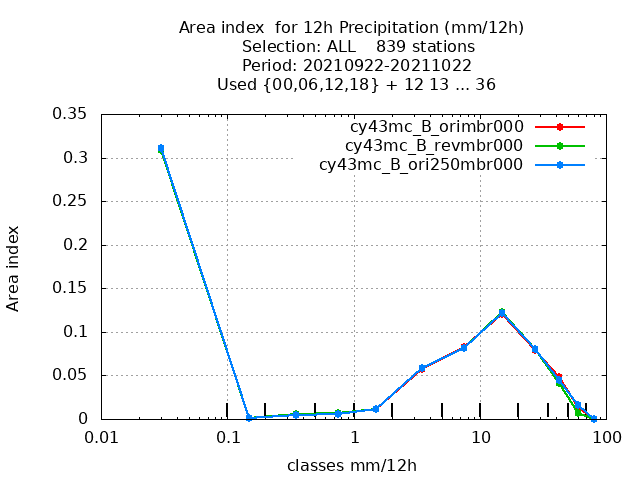 Area index  for 12h Precipitation (mm/12h)
Selection: ALL    839 stations
Period: 20210922-20211022
Used {00,06,12,18} + 12 13 ... 36
cy43mc_B_orimbr000
cy43mc_B_revmbr000
cy43mc_B_ori250mbr000
0.35
0.3
0.25
0.2
0.15
0.1
0.05
0
Area index
0.01 0.1 1 10 100
classes mm/12h